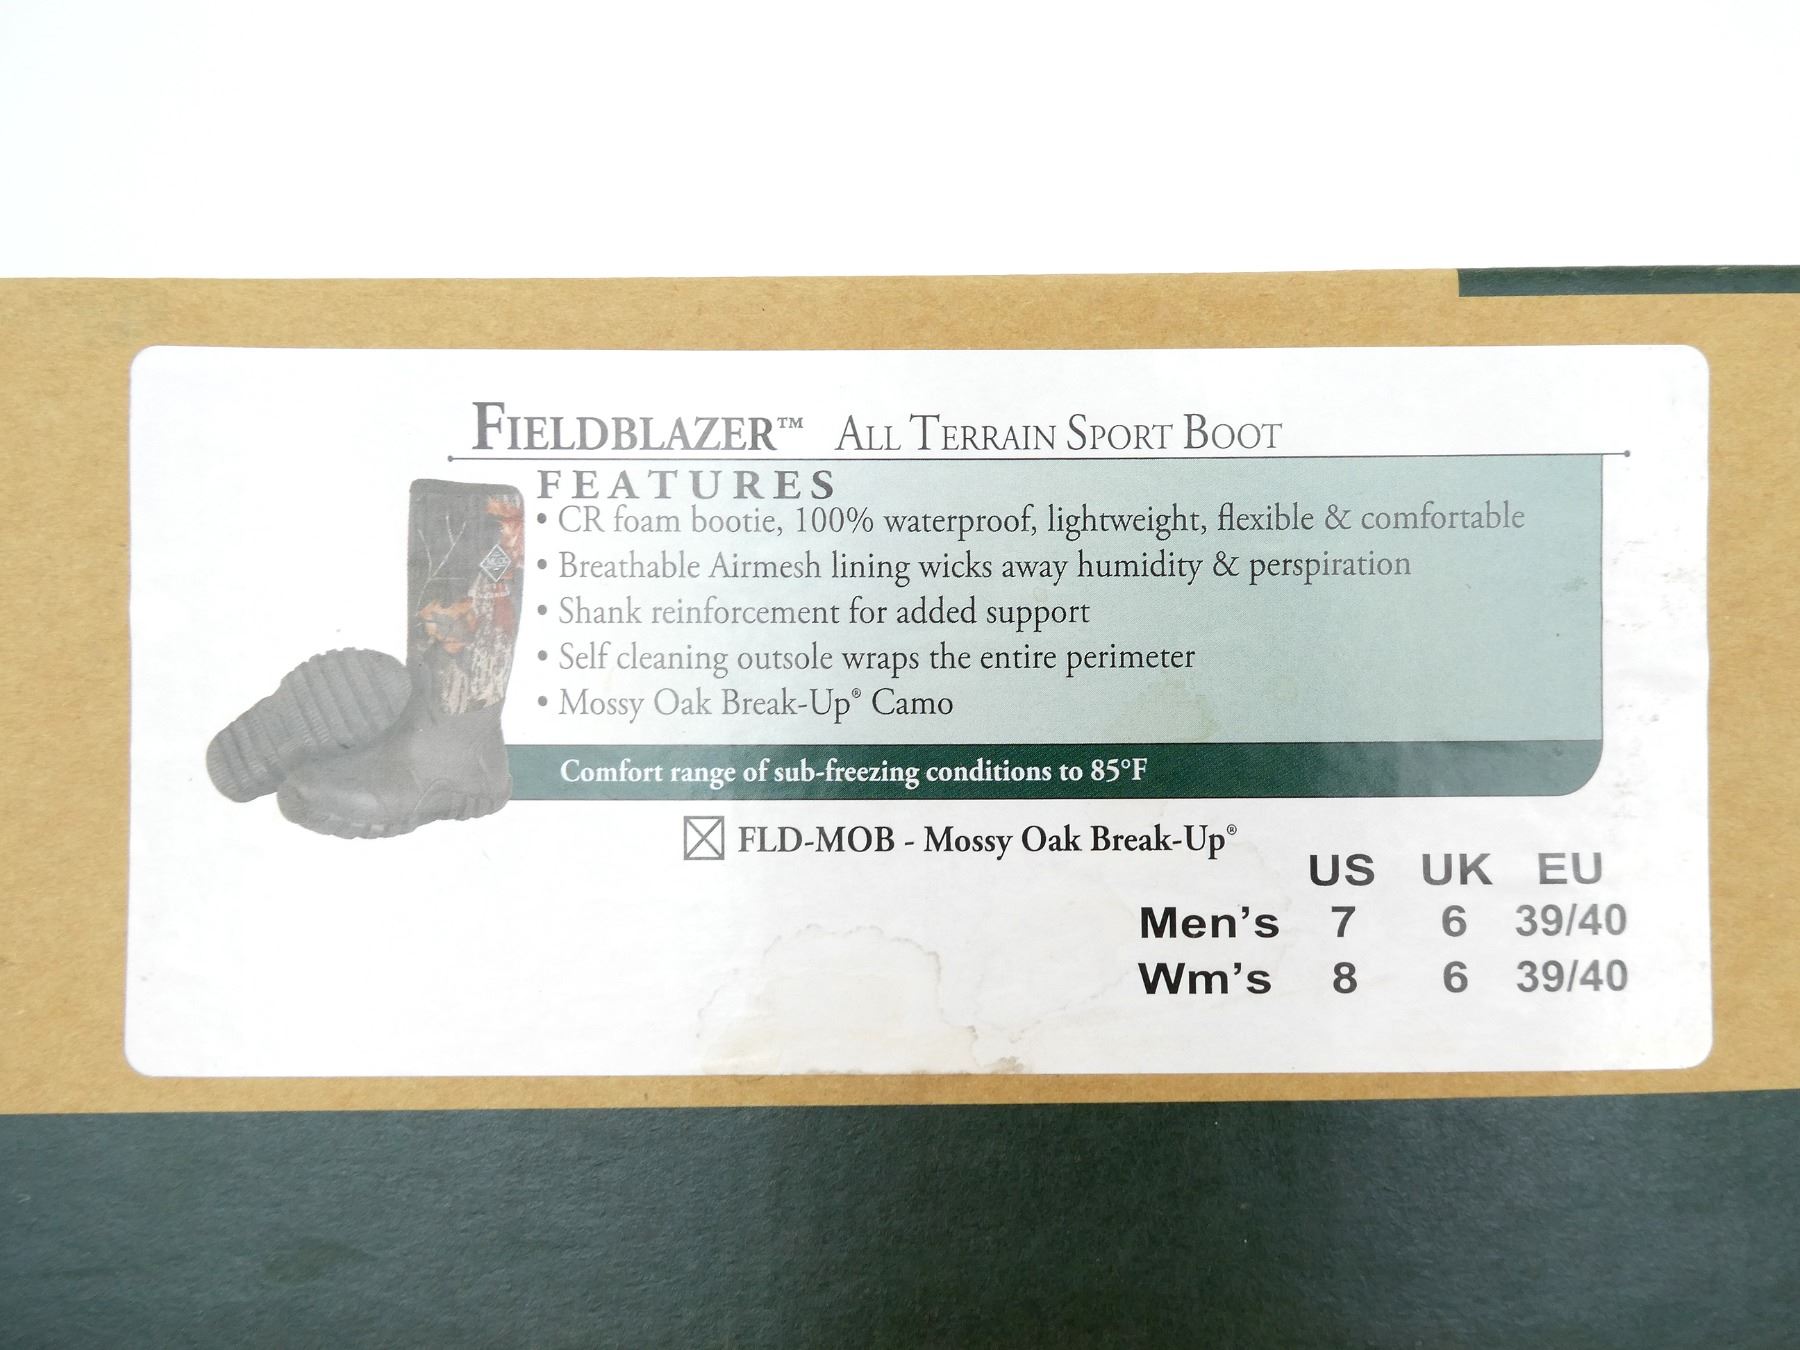 FIELDBLAZER™ ALL TERRAIN SPORT BOOT
FEATURES
• CR foam bootie, 100% waterproof, lightweight, flexible & comfortable
• Breathable Airmesh lining wicks away humidity & perspiration
• Shank reinforcement for added support
• Self cleaning outsole wraps the entire perimeter
• Mossy Oak Break-Up® Camo
Comfort range of sub-freezing conditions to 85°F
☒ FLD-MOB - Mossy Oak Break-Up®
US UK EU
Men's 7 6 39/40
Wm's 8 6 39/40